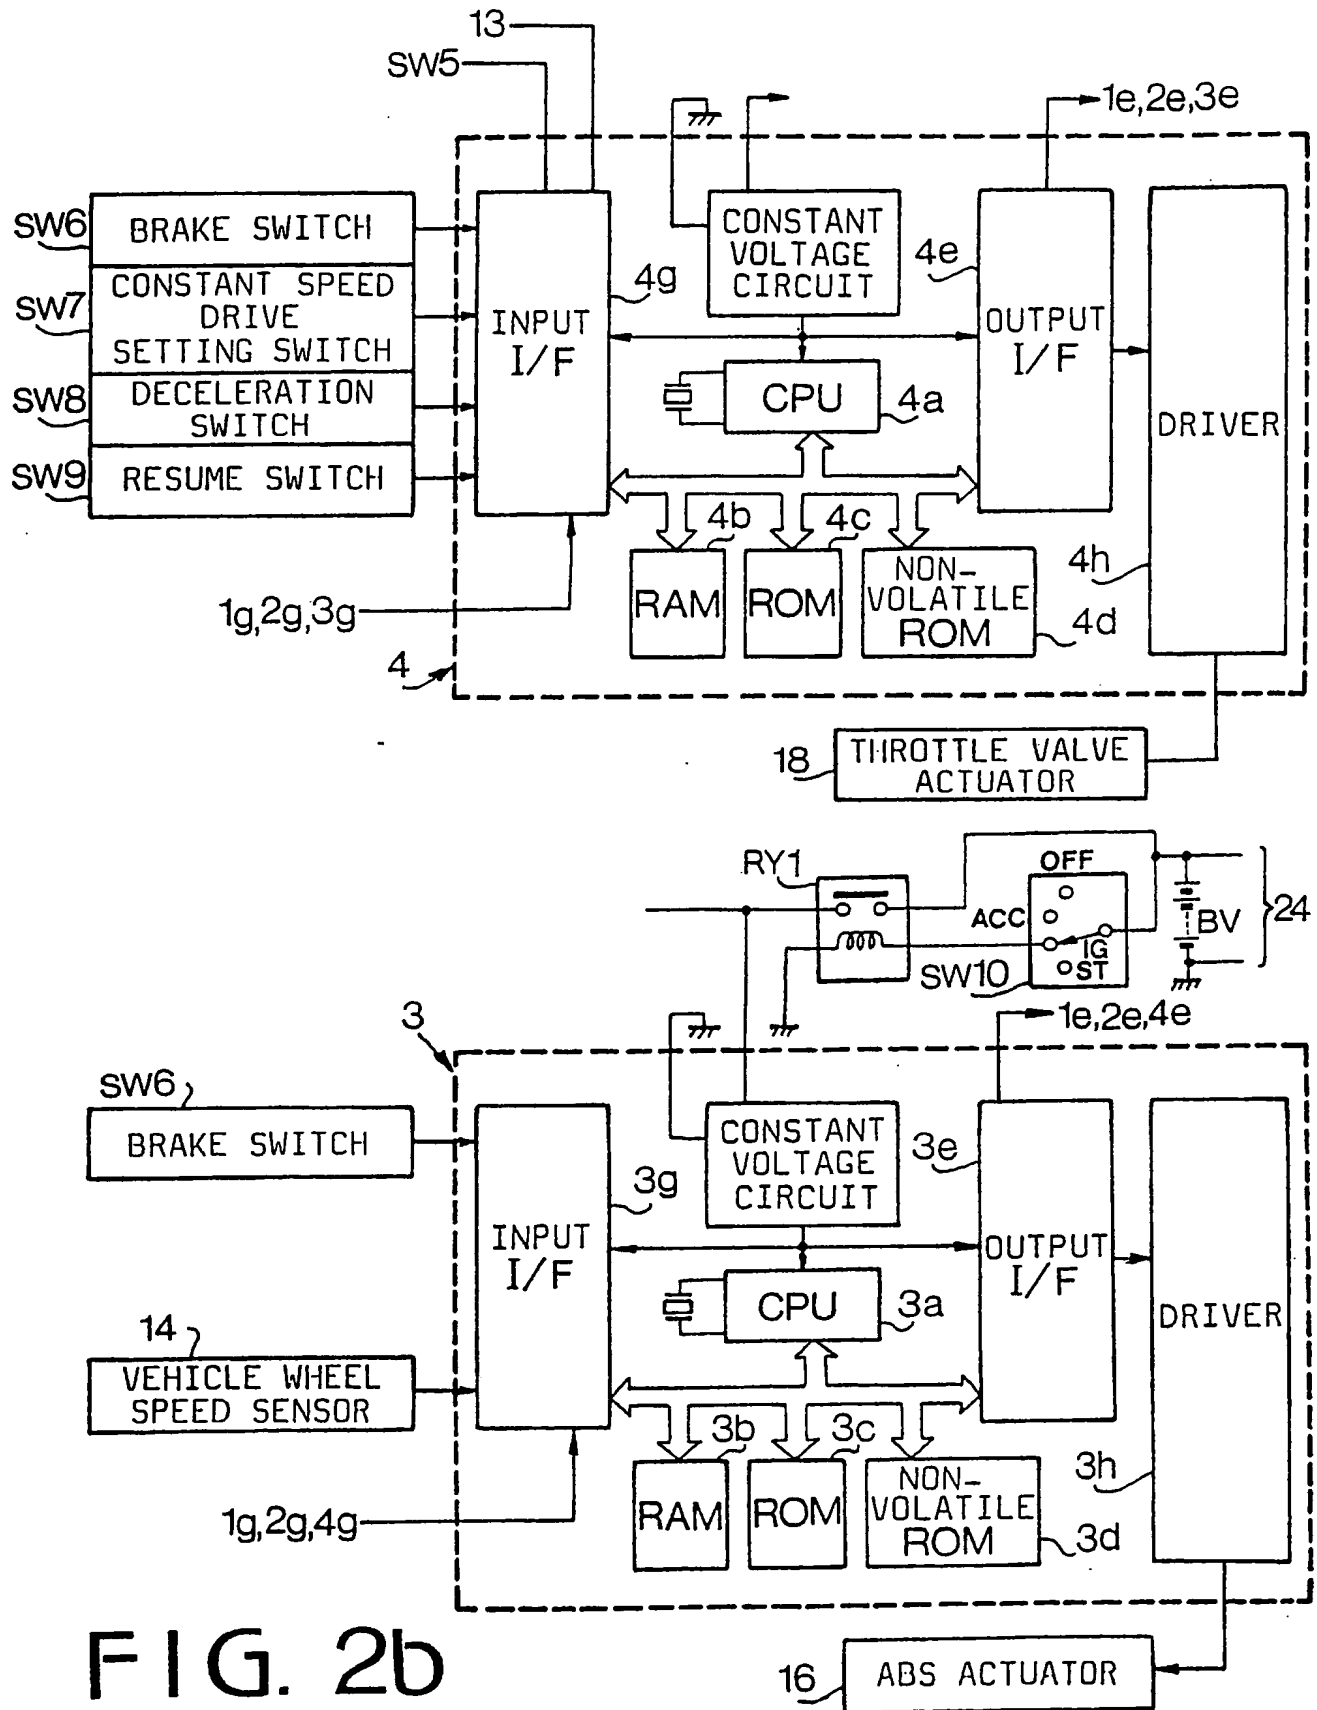 13
SW5
1e,2e,3e
SW6
BRAKE SWITCH
SW7
CONSTANT SPEED
DRIVE
SETTING SWITCH
SW8
DECELERATION
SWITCH
SW9
RESUME SWITCH
INPUT
I/F
4g
CONSTANT
VOLTAGE
CIRCUIT
4e
OUTPUT
I/F
CPU
4a
DRIVER
4b
RAM
4c
ROM
NON-
VOLATILE
ROM
4d
4h
1g,2g,3g
4
18
THROTTLE VALVE
ACTUATOR
RY1
OFF
ACC
IG
ST
SW10
BV
24
3
1e,2e,4e
SW6
BRAKE SWITCH
14
VEHICLE WHEEL
SPEED SENSOR
INPUT
I/F
3g
CONSTANT
VOLTAGE
CIRCUIT
3e
OUTPUT
I/F
CPU
3a
DRIVER
3b
RAM
3c
ROM
NON-
VOLATILE
ROM
3d
3h
1g,2g,4g
16
ABS ACTUATOR
FIG. 2b